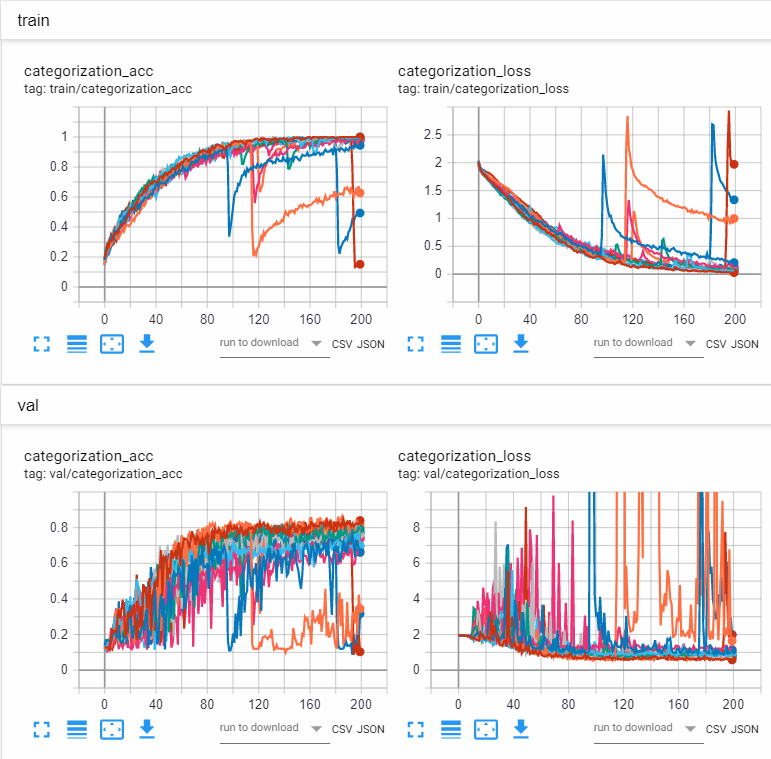 train
categorization_acc
tag: train/categorization_acc
1
0.8
0.6
0.4
0.2
0
0 40 80 120 160 200
run to download CSV JSON
categorization_loss
tag: train/categorization_loss
2.5
2
1.5
1
0.5
0
0 40 80 120 160 200
run to download CSV JSON
val
categorization_acc
tag: val/categorization_acc
0.8
0.6
0.4
0.2
0
0 40 80 120 160 200
run to download CSV JSON
categorization_loss
tag: val/categorization_loss
8
6
4
2
0
0 40 80 120 160 200
run to download CSV JSON